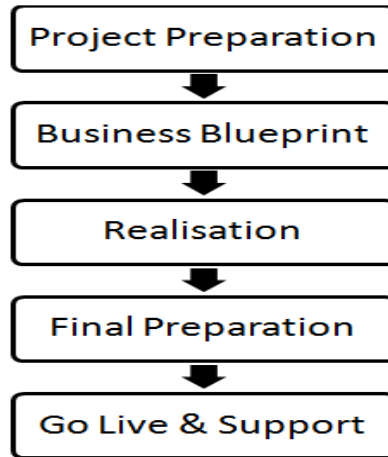 Project Preparation
Business Blueprint
Realisation
Final Preparation
Go Live & Support